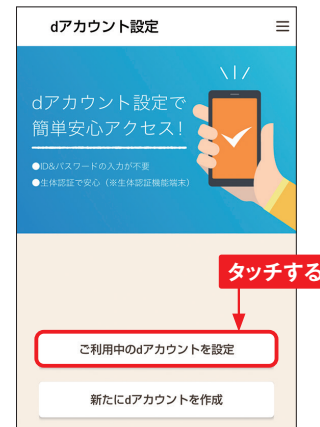 dアカウント設定
dアカウント設定で
簡単安心アクセス!
●ID&パスワードの入力が不要
●生体認証で安心（※生体認証機能端末）
タッチする
ご利用中のdアカウントを設定
新たにdアカウントを作成